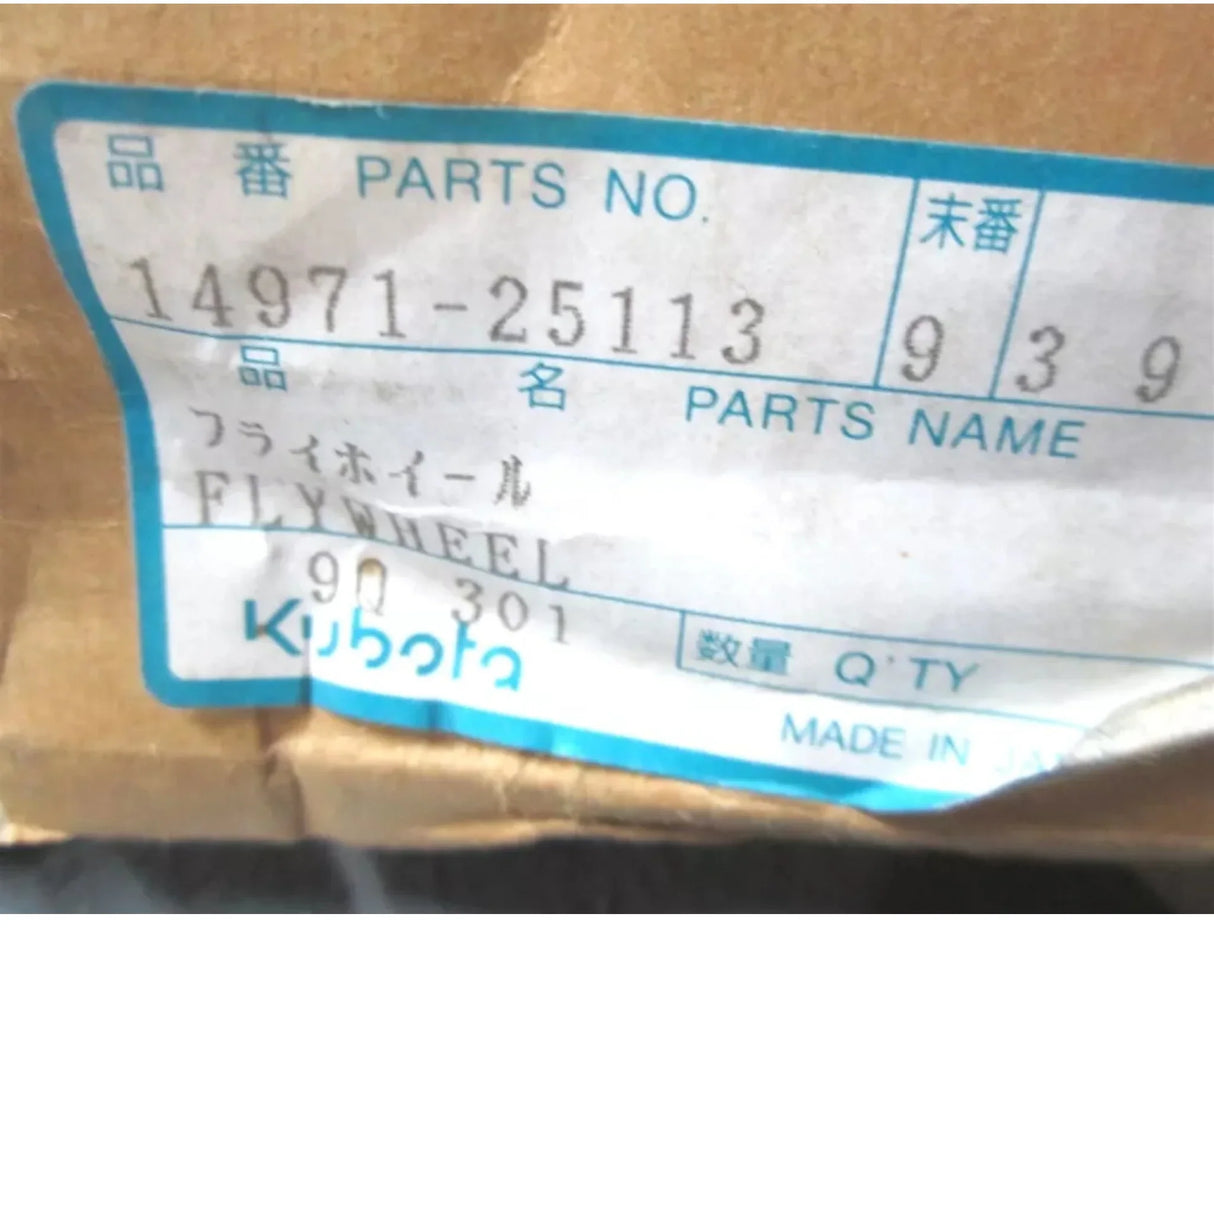 品 番 PARTS NO. 末番
14971-25113 9 3 9
品 名 PARTS NAME
フライホイール
FLYWHEEL
90 301
Kubota 数量 Q'TY
MADE IN